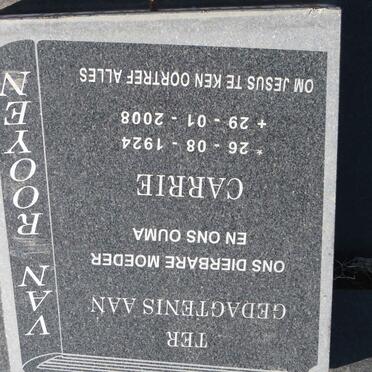 VAN ROOYEN
TER
GEDAGTENIS AAN
ONS DIERBARE MOEDER
EN ONS OUMA
CARRIE
* 26 - 08 - 1924
+ 29 - 01 - 2008
OM JESUS TE KEN OORTREF ALLES